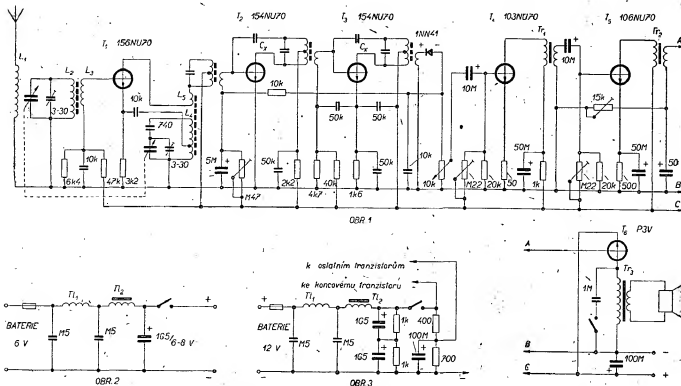 T₁ 156NU70
T₂ 154NU70
T₃ 154NU70
1NN41
T₄ 103NU70
Tr₁
T₅ 106NU70
Tr₂
A
L₁
L₂
L₃
L₅
L₄
Cx
Cx
10M
10M
3-30
10k
740
3-30
10k
50k
50k
15k
6k4
10k
47k
3k2
5M
M47
50k
2k2
50k
4k7
40k
1k6
50k
10k
10k
M22
20k
50
50M
1k
M22
20k
500
50M
50
B
C
OBR. 1
Tl₁
Tl₂
BATERIE
6 V
M5
M5
1G5/6-8 V
+
-
OBR. 2
k ostatním tranzistorům
ke koncovému tranzistoru
Tl₁
Tl₂
BATERIE
12 V
M5
M5
1G5
1G5
1k
1k
100M
400
200
OBR. 3
T₆ P3V
A
Tr₃
1M
B
C
100M